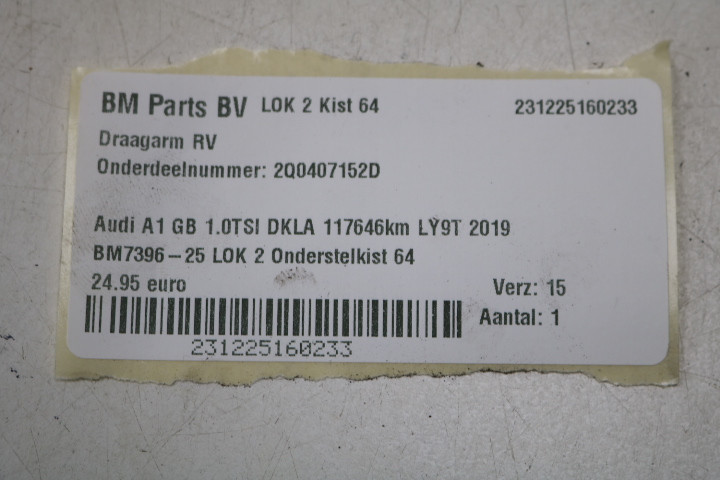 BM Parts BV LOK 2 Kist 64 231225160233
Draagarm RV
Onderdeelnummer: 2Q0407152D
Audi A1 GB 1.0TSI DKLA 117646km LY9T 2019
BM7396-25 LOK 2 Onderstelkist 64
24.95 euro Verz: 15
Aantal: 1
231225160233